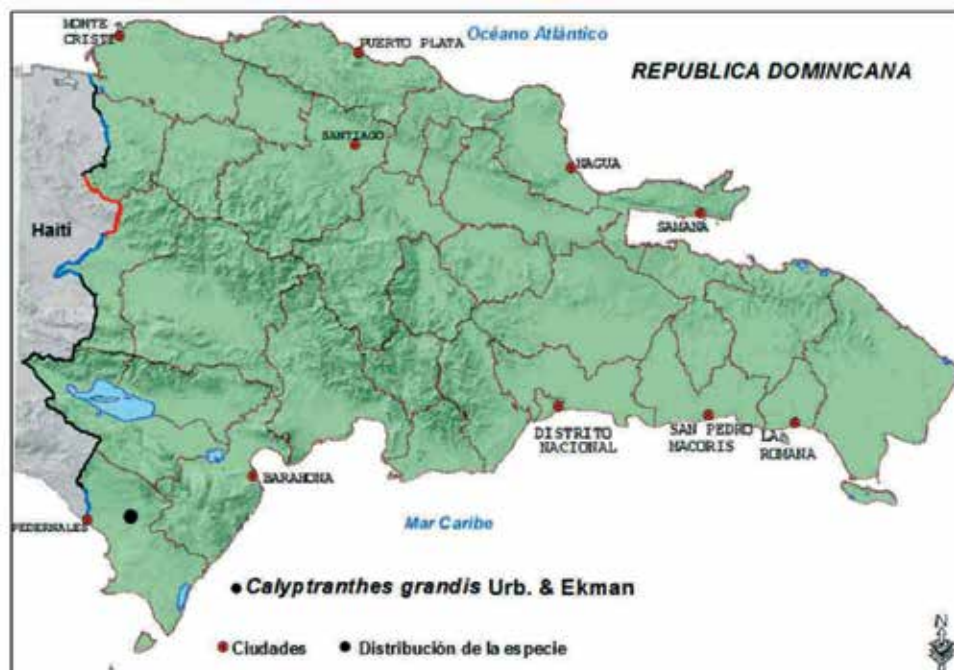 MONTE
CRISTI
PUERTO PLATA
Océano Atlántico
REPUBLICA DOMINICANA
SANTIAGO
NAGUA
SAMANÁ
Haití
DISTRITO
NACIONAL
SAN PEDRO
MACORIS
LA
ROMANA
BARAHONA
PEDERNALES
Mar Caribe
Calyptranthes grandis Urb. & Ekman
Ciudades
Distribución de la especie
N